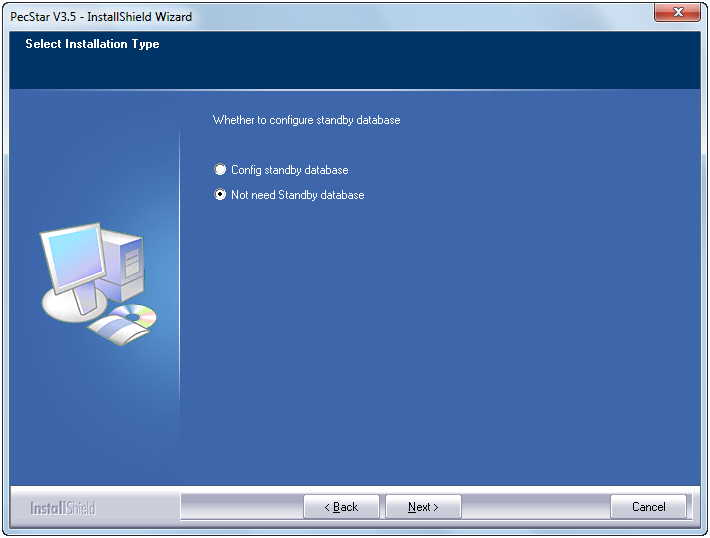 PecStar V3.5 - InstallShield Wizard
Select Installation Type
Whether to configure standby database
Config standby database
Not need Standby database
InstallShield
< Back
Next >
Cancel